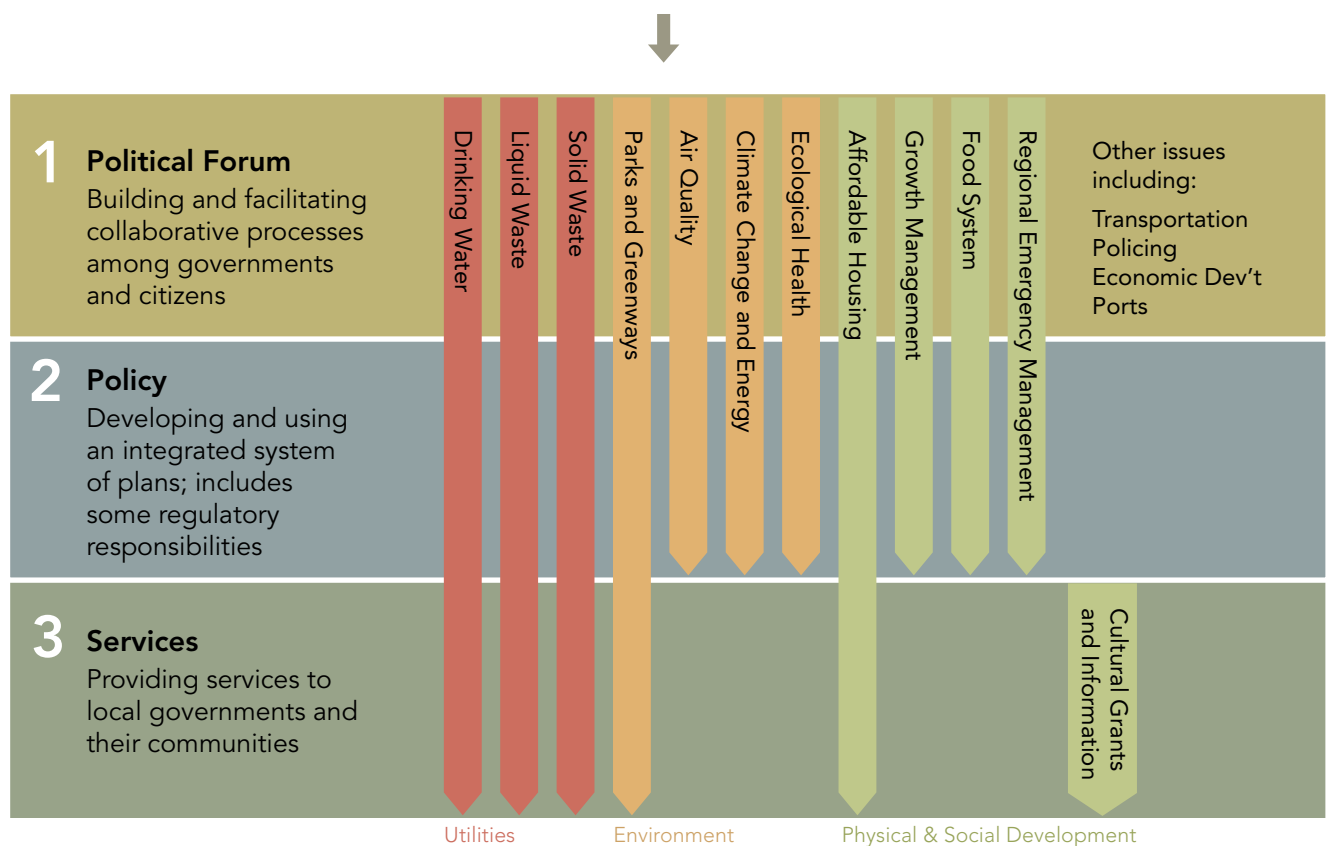 1
Political Forum
Building and facilitating
collaborative processes
among governments
and citizens
Drinking Water
Liquid Waste
Solid Waste
Parks and Greenways
Air Quality
Climate Change and Energy
Ecological Health
Affordable Housing
Growth Management
Food System
Regional Emergency Management
Other issues
including:
Transportation
Policing
Economic Dev't
Ports
2
Policy
Developing and using
an integrated system
of plans; includes
some regulatory
responsibilities
3
Services
Providing services to
local governments and
their communities
Cultural Grants
and Information
Utilities
Environment
Physical & Social Development